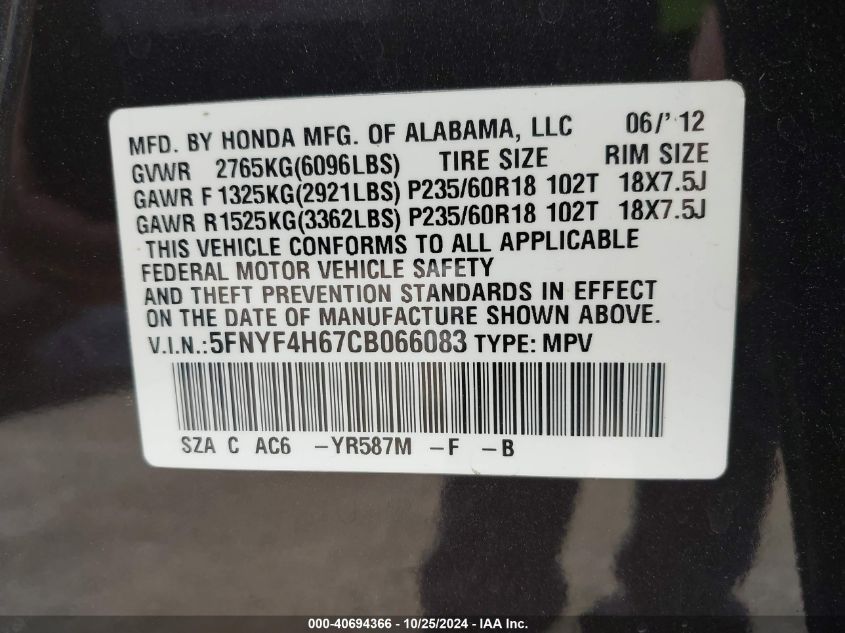 MFD. BY HONDA MFG. OF ALABAMA, LLC 06/'12
GVWR 2765KG(6096LBS) TIRE SIZE RIM SIZE
GAWR F 1325KG(2921LBS) P235/60R18 102T 18X7.5J
GAWR R 1525KG(3362LBS) P235/60R18 102T 18X7.5J
THIS VEHICLE CONFORMS TO ALL APPLICABLE
FEDERAL MOTOR VEHICLE SAFETY
AND THEFT PREVENTION STANDARDS IN EFFECT
ON THE DATE OF MANUFACTURE SHOWN ABOVE.
V.I.N.:5FNYF4H67CB066083 TYPE: MPV
SZA C AC6 -YR587M -F -B
000-40694366 - 10/25/2024 - IAA Inc.